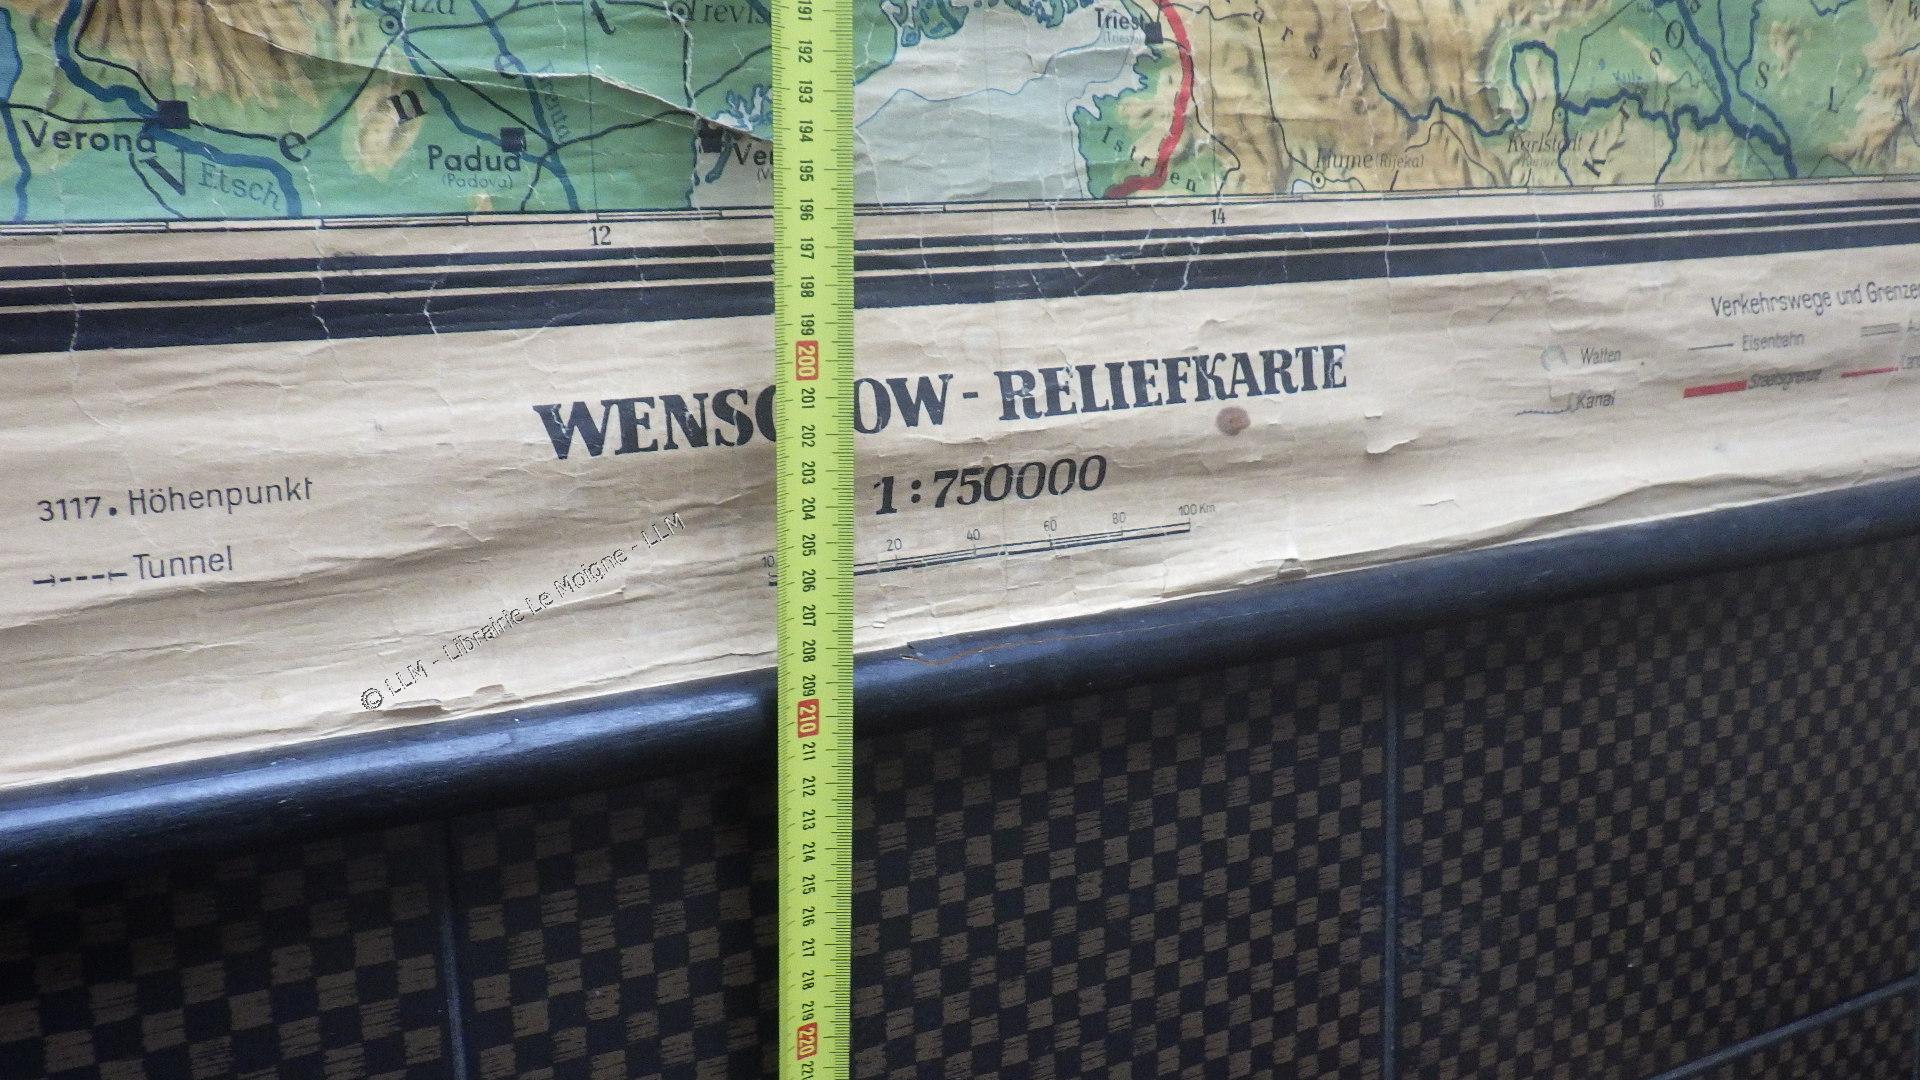 191
192
193
194
195
196
197
198
199
200
201
202
203
204
205
206
207
208
209
210
211
212
213
214
215
216
217
218
219
220
Triest
Verona
Etsch
Padua
(Padova)
Istrien
Fiume (Rijeka)
Karlstadt
12
14
16
WENSC OW - RELIEFKARTE
1:750000
20 40 60 80 100 Km
10
3117. Höhenpunkt
Tunnel
Verkehrswege und Grenzen
Eisenbahn
Watten
Kanal
Staatsgrenze
© LLM - Librairie Le Moigne - LLM